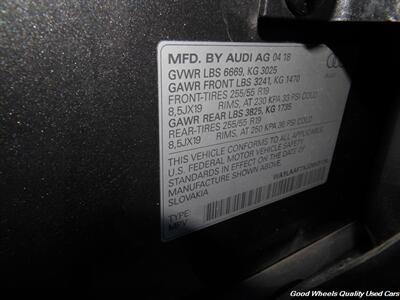 MFD. BY AUDI AG 04 18
GVWR LBS 6669, KG 3025
GAWR FRONT LBS 3241, KG 1470
FRONT-TIRES 255/55 R19
8,5JX19 RIMS, AT 230 KPA 33 PSI COLD
GAWR REAR LBS 3825, KG 1735
REAR-TIRES 255/55 R19
8,5JX19 RIMS, AT 250 KPA 36 PSI COLD
THIS VEHICLE CONFORMS TO ALL APPLICABLE
U.S. FEDERAL MOTOR VEHICLE SAFETY
STANDARDS IN EFFECT ON THE DATE OF
MANUFACTURE SHOWN ABOVE.
SLOVAKIA
TYPE
MPV
Good Wheels Quality Used Cars